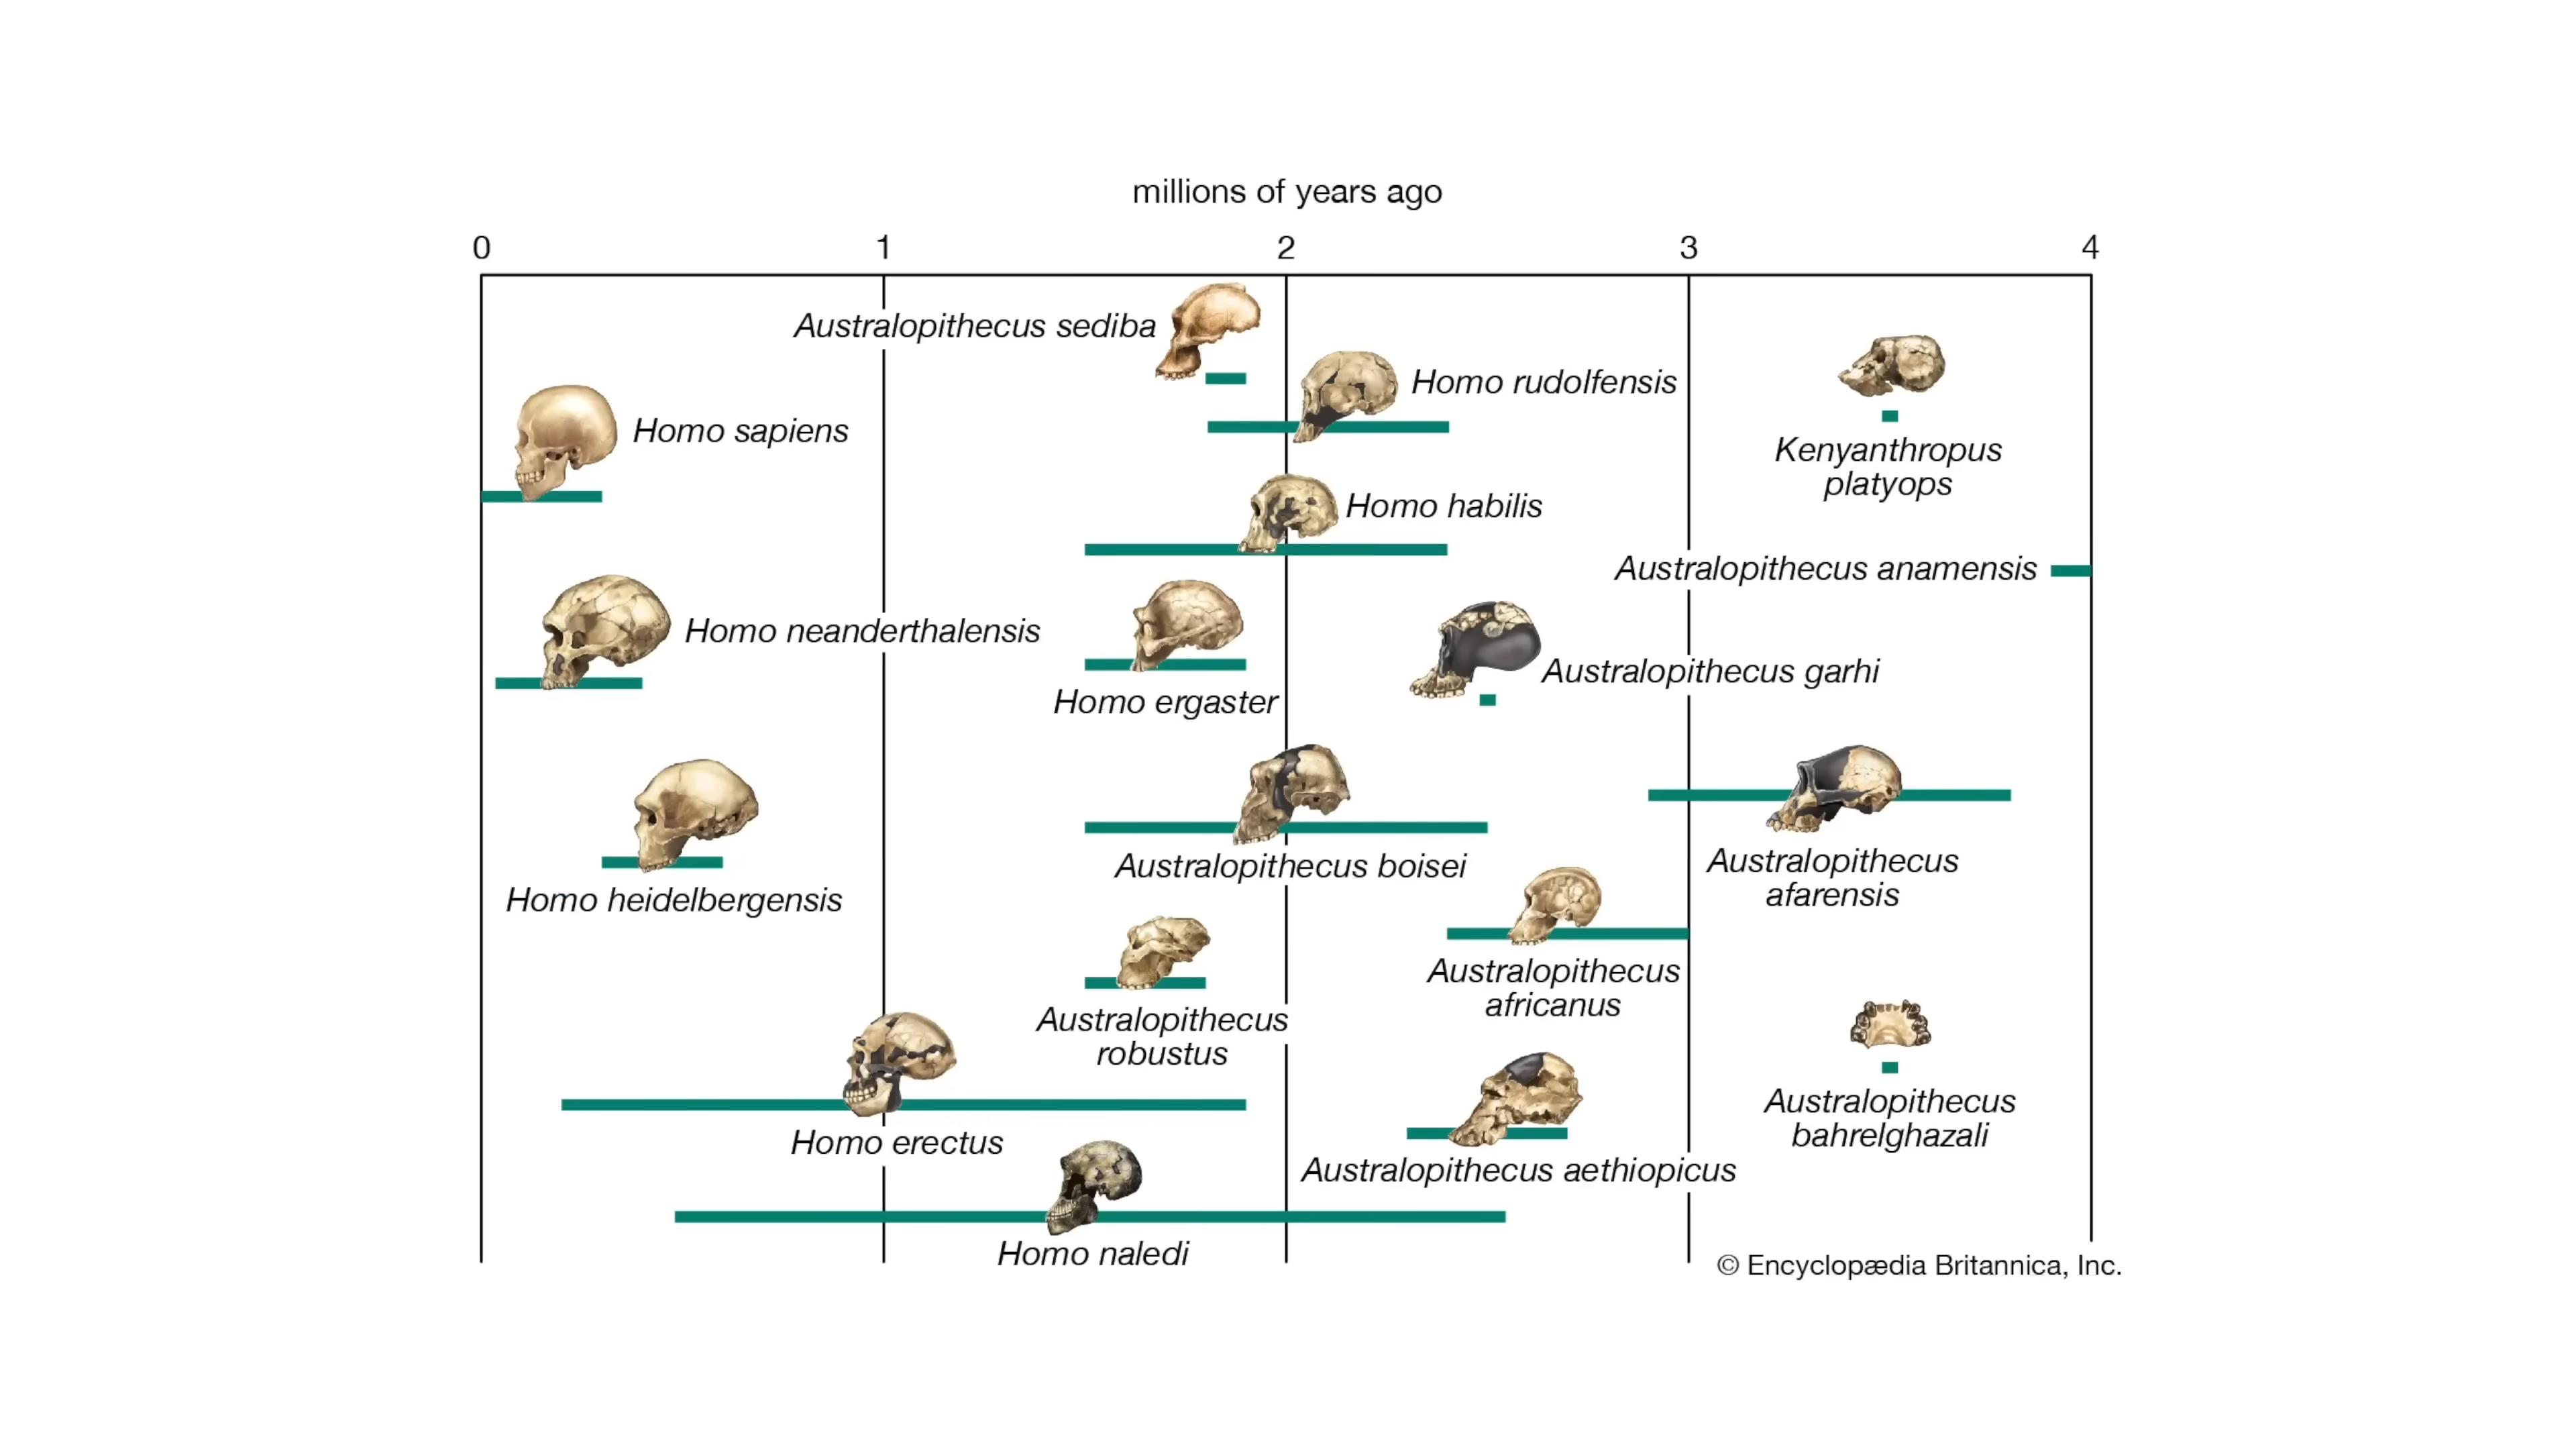 millions of years ago
0 1 2 3 4
Australopithecus sediba
Homo rudolfensis
Homo sapiens
Kenyanthropus
platyops
Homo habilis
Australopithecus anamensis
Homo neanderthalensis
Australopithecus garhi
Homo ergaster
Australopithecus boisei
Australopithecus
afarensis
Homo heidelbergensis
Australopithecus
africanus
Australopithecus
robustus
Australopithecus
bahrelghazali
Homo erectus
Australopithecus aethiopicus
Homo naledi
© Encyclopædia Britannica, Inc.